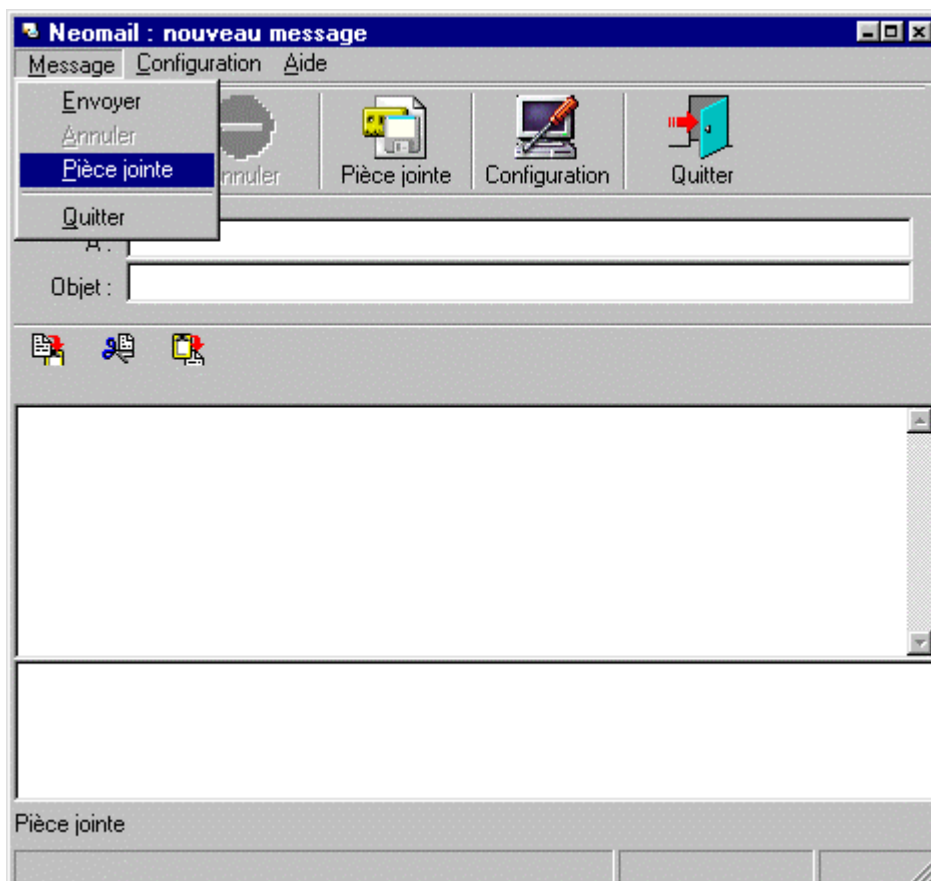 Neomail : nouveau message
Message Configuration Aide
Envoyer
Annuler
Pièce jointe
Quitter
nnuler Pièce jointe Configuration Quitter
A :
Objet :
Pièce jointe